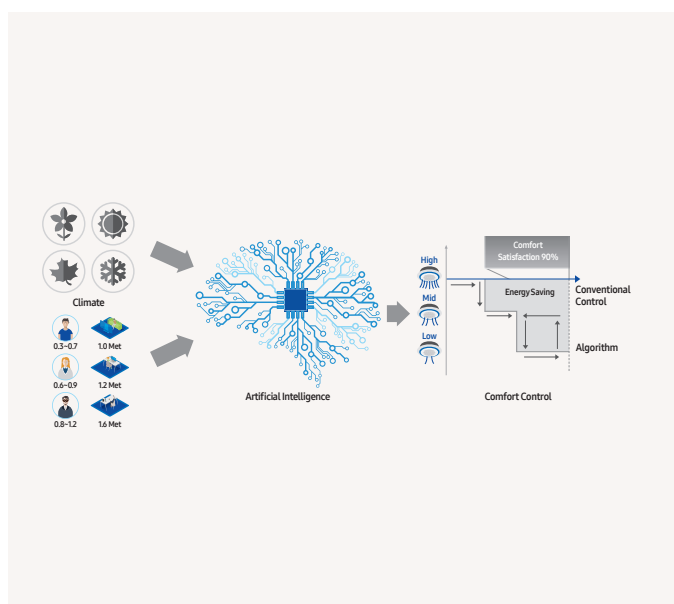 Climate
0.3~0.7
1.0 Met
0.6~0.9
1.2 Met
0.8~1.2
1.6 Met
Artificial Intelligence
High
Mid
Low
Comfort
Satisfaction 90%
Energy Saving
Conventional
Control
Algorithm
Comfort Control